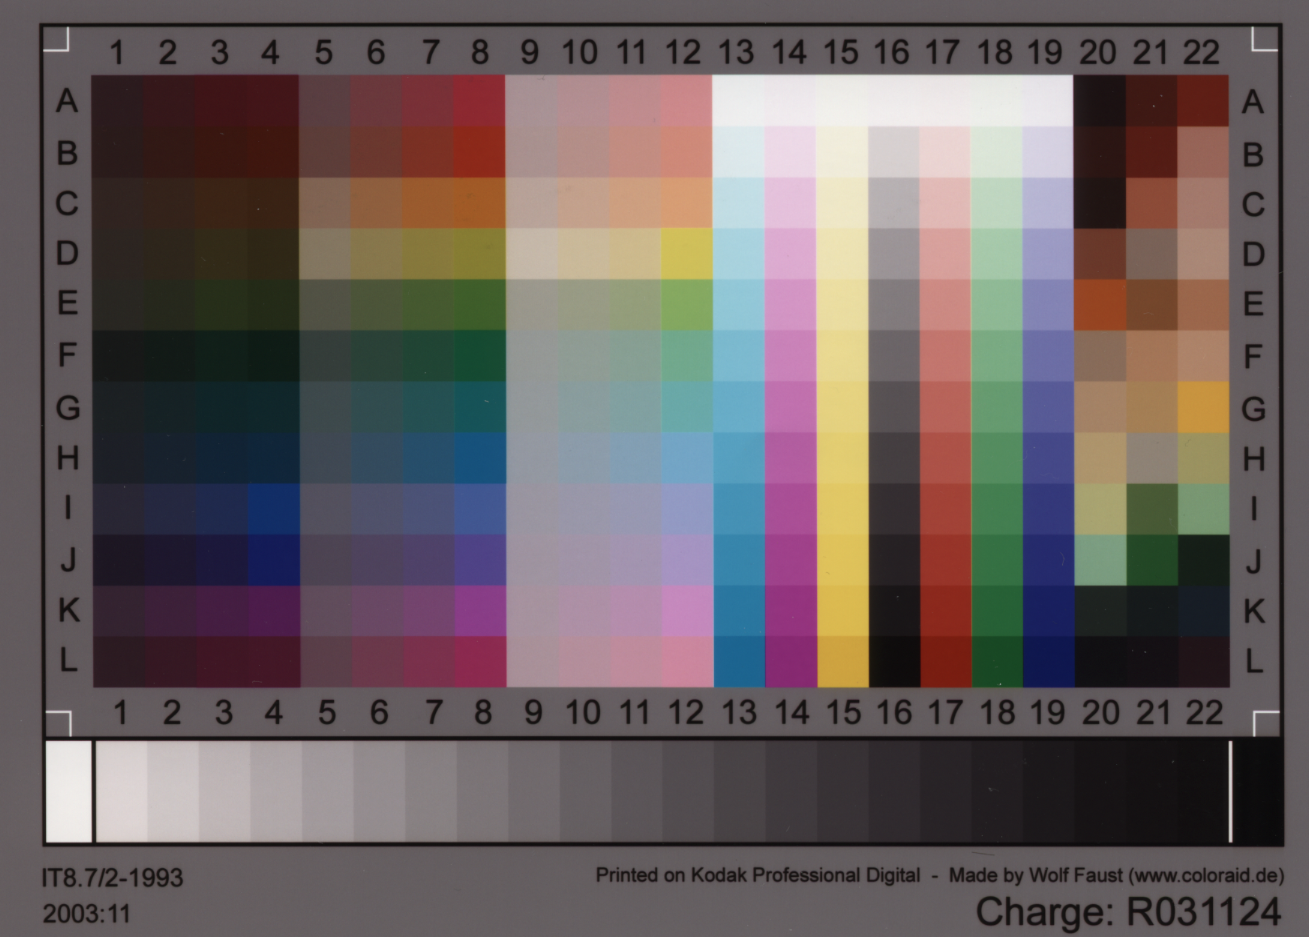 1 2 3 4 5 6 7 8 9 10 11 12 13 14 15 16 17 18 19 20 21 22
A A
B B
C C
D D
E E
F F
G G
H H
I I
J J
K K
L L
1 2 3 4 5 6 7 8 9 10 11 12 13 14 15 16 17 18 19 20 21 22
IT8.7/2-1993
Printed on Kodak Professional Digital - Made by Wolf Faust (www.coloraid.de)
2003:11
Charge: R031124